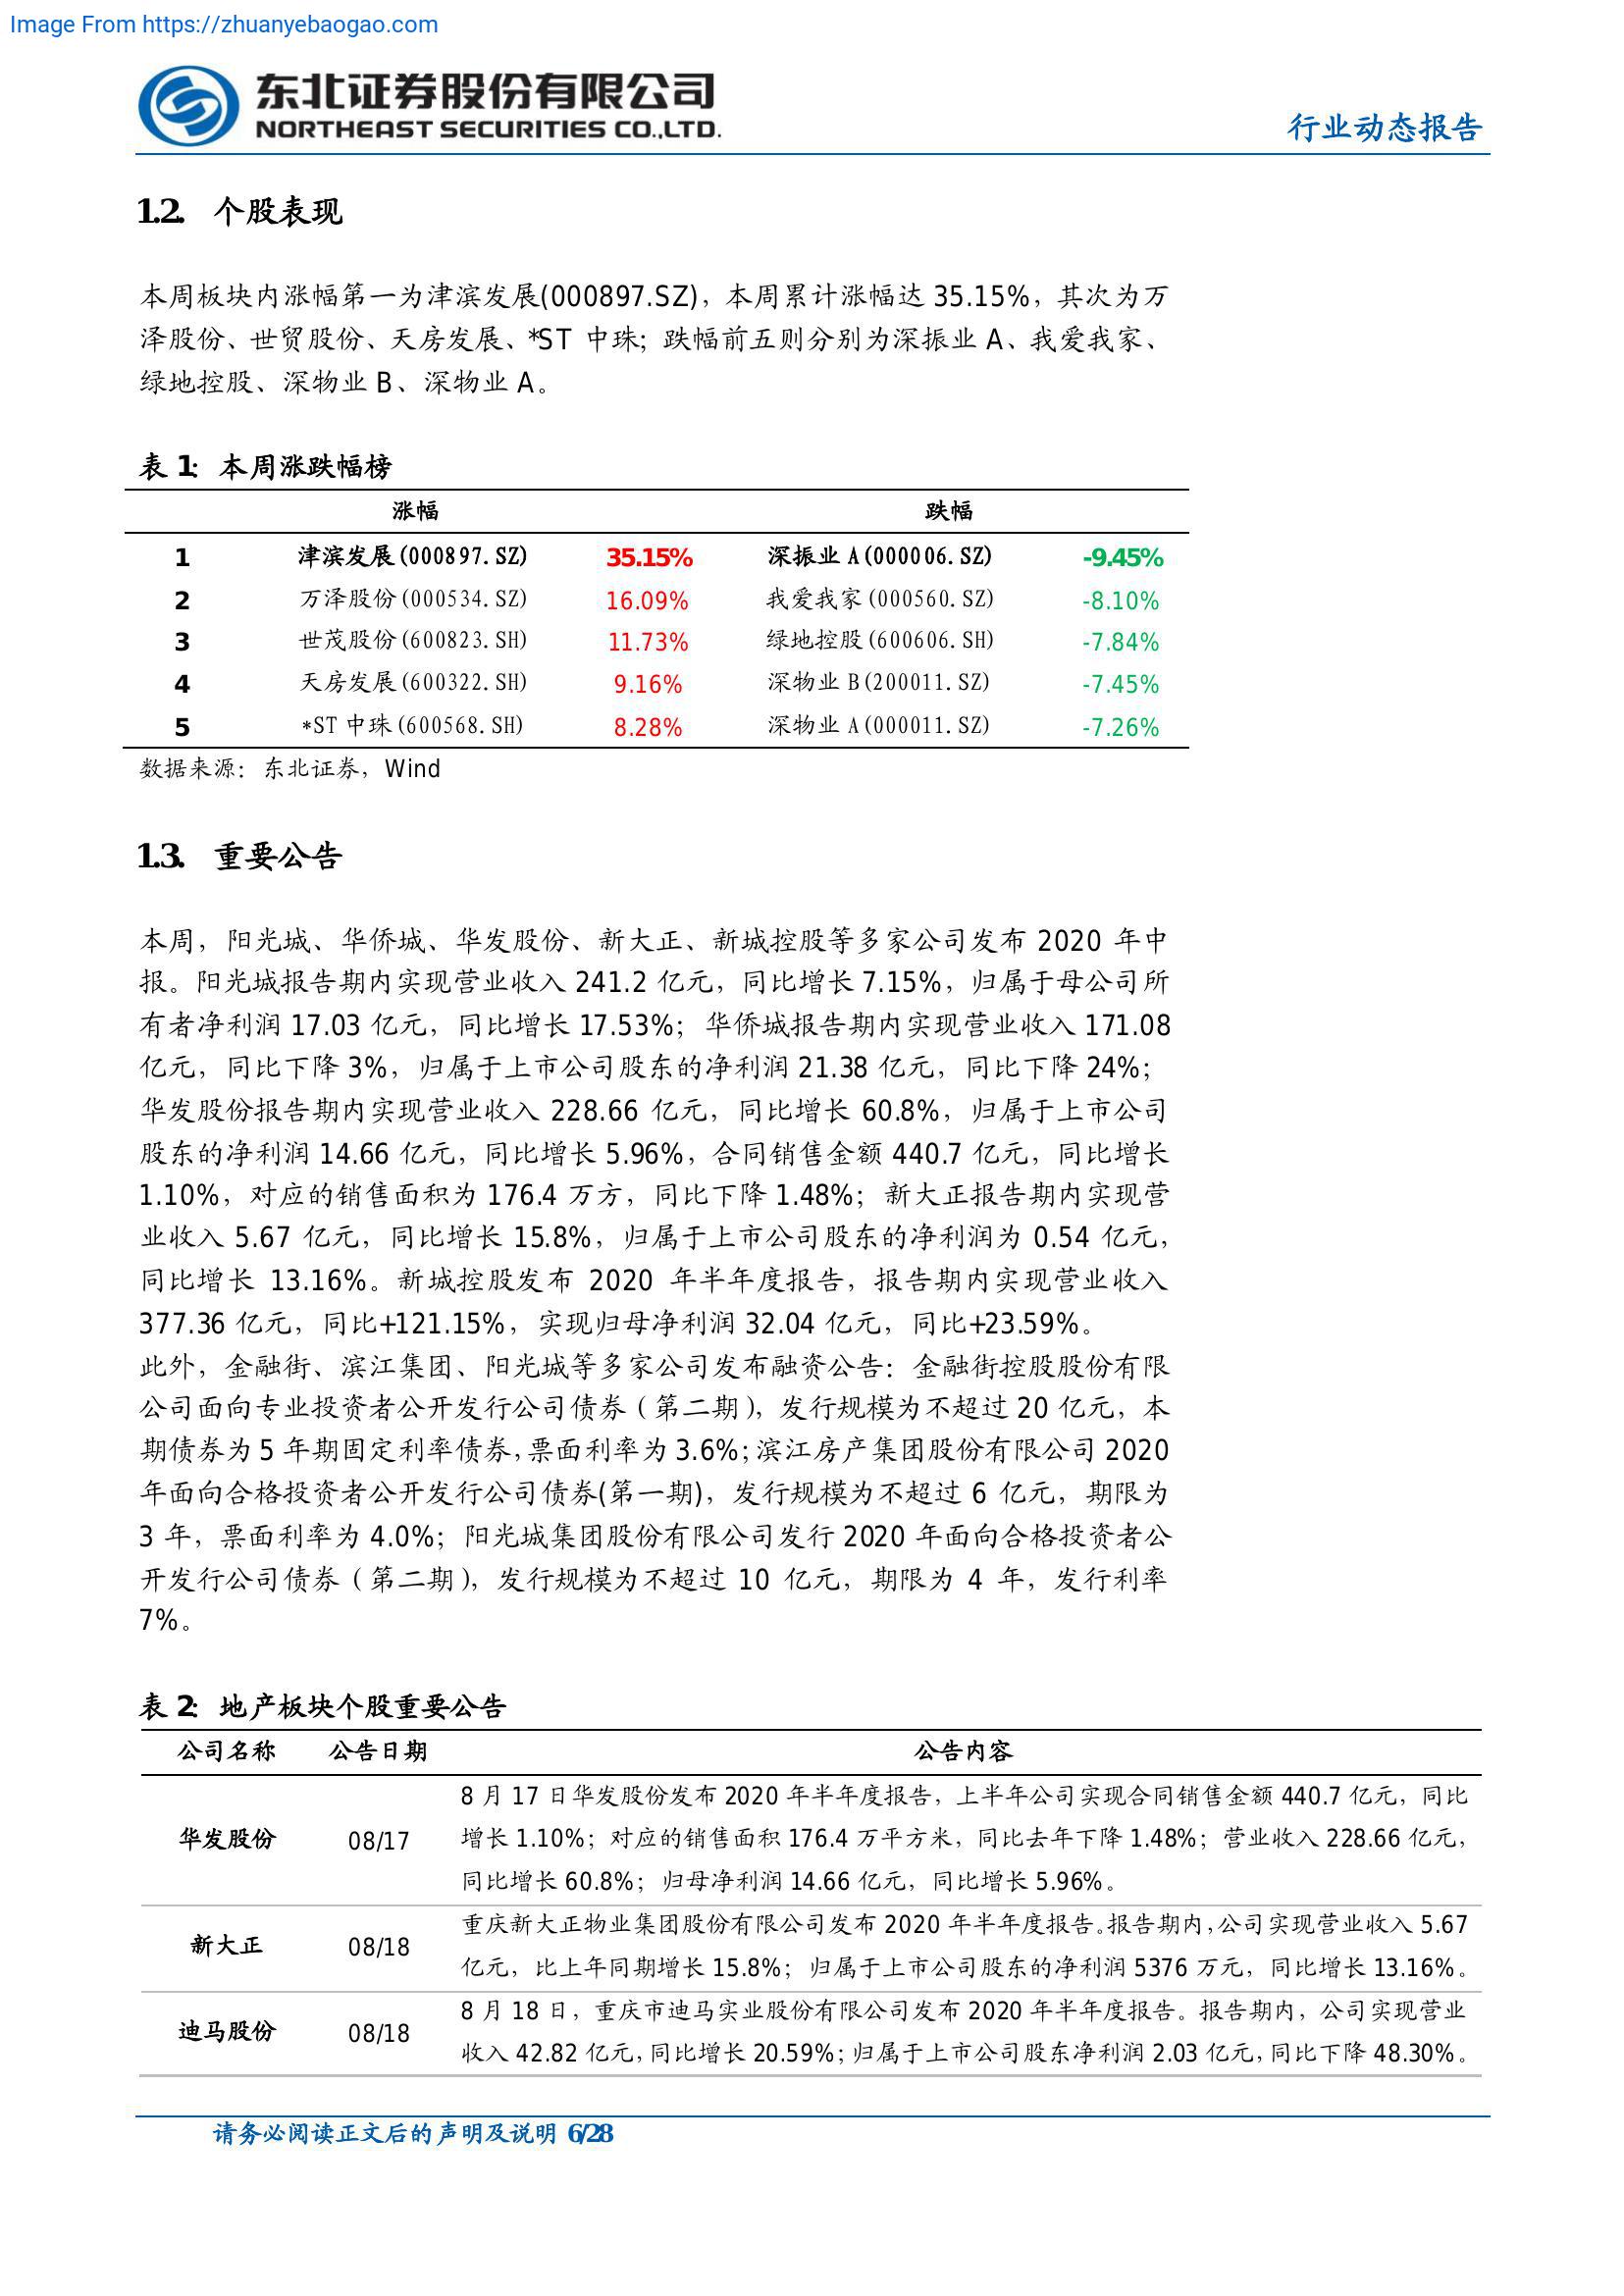 Image From https://zhuanyebaogao.com
东北证券股份有限公司
NORTHEAST SECURITIES CO.,LTD.
行业动态报告
1.2. 个股表现
本周板块内涨幅第一为津滨发展(000897.SZ)，本周累计涨幅达 35.15%，其次为万
泽股份、世贸股份、天房发展、*ST 中珠；跌幅前五则分别为深振业 A、我爱我家、
绿地控股、深物业 B、深物业 A。
表 1：本周涨跌幅榜
涨幅 跌幅
1 津滨发展(000897.SZ) 35.15% 深振业 A(000006.SZ) -9.45%
2 万泽股份(000534.SZ) 16.09% 我爱我家(000560.SZ) -8.10%
3 世茂股份(600823.SH) 11.73% 绿地控股(600606.SH) -7.84%
4 天房发展(600322.SH) 9.16% 深物业 B(200011.SZ) -7.45%
5 *ST 中珠(600568.SH) 8.28% 深物业 A(000011.SZ) -7.26%
数据来源：东北证券，Wind
1.3. 重要公告
本周，阳光城、华侨城、华发股份、新大正、新城控股等多家公司发布 2020 年中
报。阳光城报告期内实现营业收入 241.2 亿元，同比增长 7.15%，归属于母公司所
有者净利润 17.03 亿元，同比增长 17.53%；华侨城报告期内实现营业收入 171.08
亿元，同比下降 3%，归属于上市公司股东的净利润 21.38 亿元，同比下降 24%；
华发股份报告期内实现营业收入 228.66 亿元，同比增长 60.8%，归属于上市公司
股东的净利润 14.66 亿元，同比增长 5.96%，合同销售金额 440.7 亿元，同比增长
1.10%，对应的销售面积为 176.4 万方，同比下降 1.48%；新大正报告期内实现营
业收入 5.67 亿元，同比增长 15.8%，归属于上市公司股东的净利润为 0.54 亿元，
同比增长 13.16%。新城控股发布 2020 年半年度报告，报告期内实现营业收入
377.36 亿元，同比+121.15%，实现归母净利润 32.04 亿元，同比+23.59%。
此外，金融街、滨江集团、阳光城等多家公司发布融资公告：金融街控股股份有限
公司面向专业投资者公开发行公司债券（第二期），发行规模为不超过 20 亿元，本
期债券为 5 年期固定利率债券，票面利率为 3.6%；滨江房产集团股份有限公司 2020
年面向合格投资者公开发行公司债券(第一期)，发行规模为不超过 6 亿元，期限为
3 年，票面利率为 4.0%；阳光城集团股份有限公司发行 2020 年面向合格投资者公
开发行公司债券（第二期），发行规模为不超过 10 亿元，期限为 4 年，发行利率
7%。
表 2：地产板块个股重要公告
公司名称 公告日期 公告内容
8 月 17 日华发股份发布 2020 年半年度报告，上半年公司实现合同销售金额 440.7 亿元，同比
华发股份 08/17 增长 1.10%；对应的销售面积 176.4 万平方米，同比去年下降 1.48%；营业收入 228.66 亿元，
同比增长 60.8%；归母净利润 14.66 亿元，同比增长 5.96%。
新大正 08/18 重庆新大正物业集团股份有限公司发布 2020 年半年度报告。报告期内，公司实现营业收入 5.67
亿元，比上年同期增长 15.8%；归属于上市公司股东的净利润 5376 万元，同比增长 13.16%。
迪马股份 08/18 8 月 18 日，重庆市迪马实业股份有限公司发布 2020 年半年度报告。报告期内，公司实现营业
收入 42.82 亿元，同比增长 20.59%；归属于上市公司股东净利润 2.03 亿元，同比下降 48.30%。
请务必阅读正文后的声明及说明 6/28